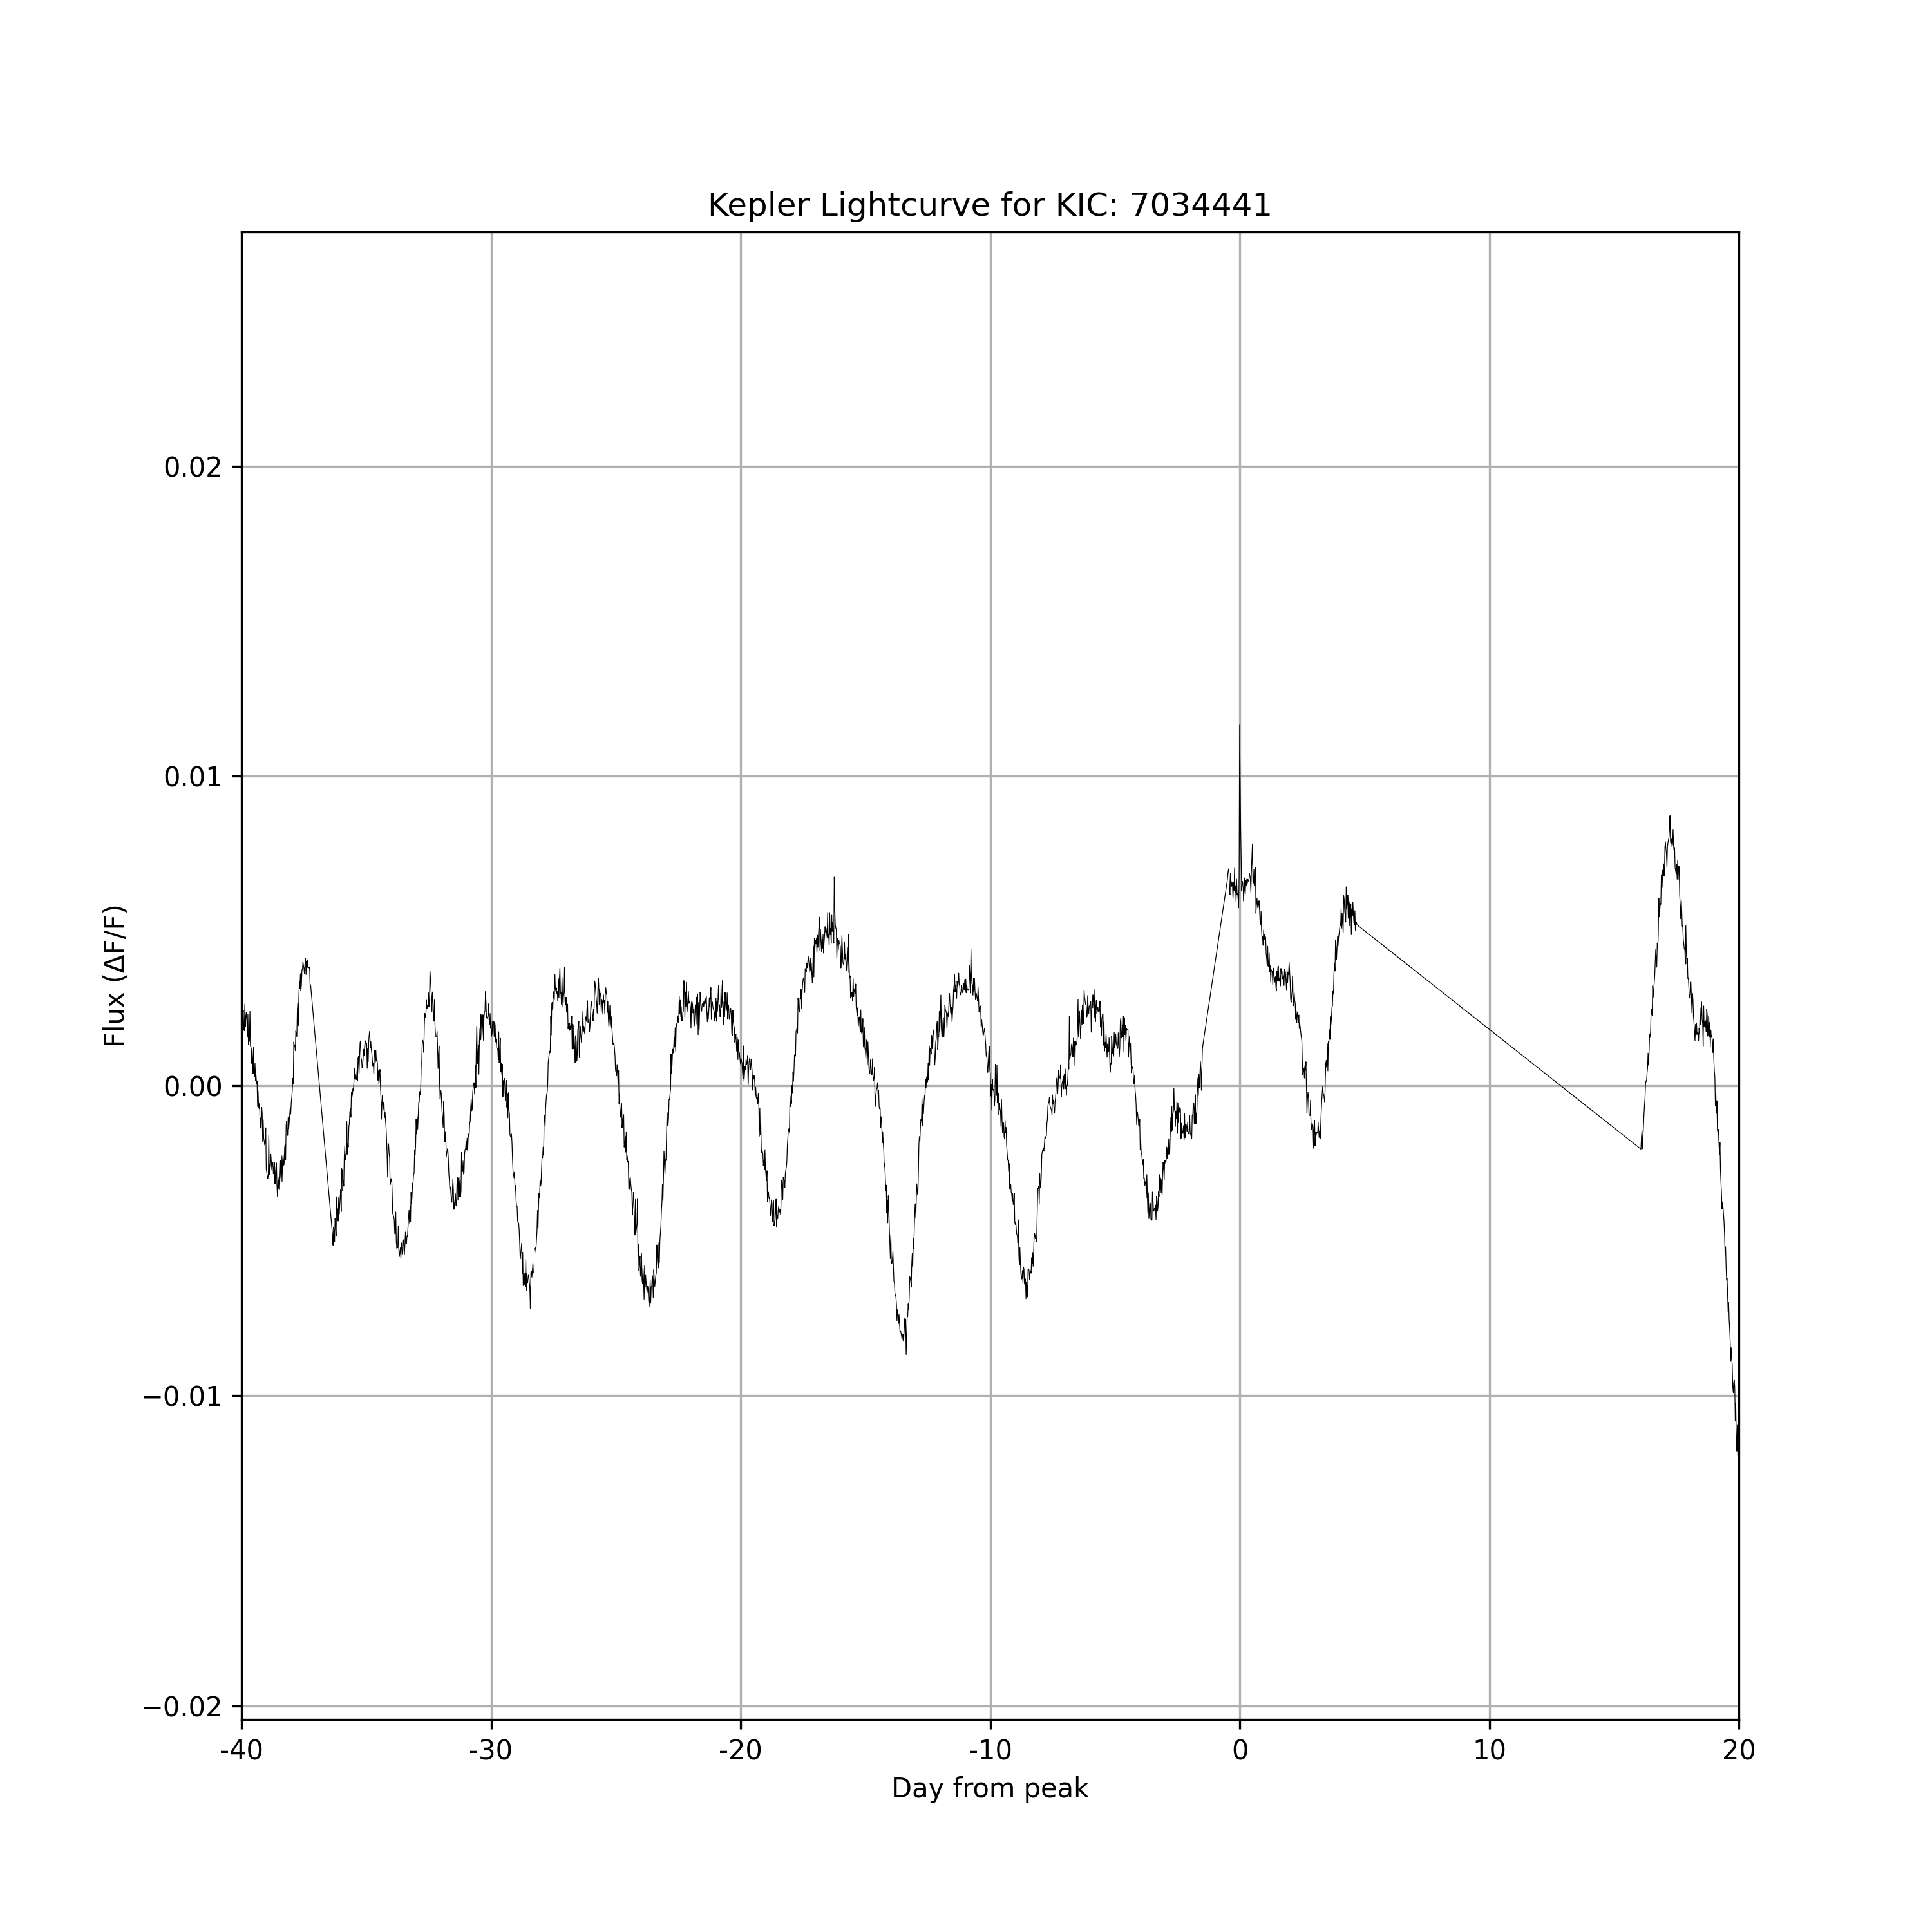 Kepler Lightcurve for KIC: 7034441
Flux (ΔF/F)
0.02
0.01
0.00
−0.01
−0.02
-40 -30 -20 -10 0 10 20
Day from peak